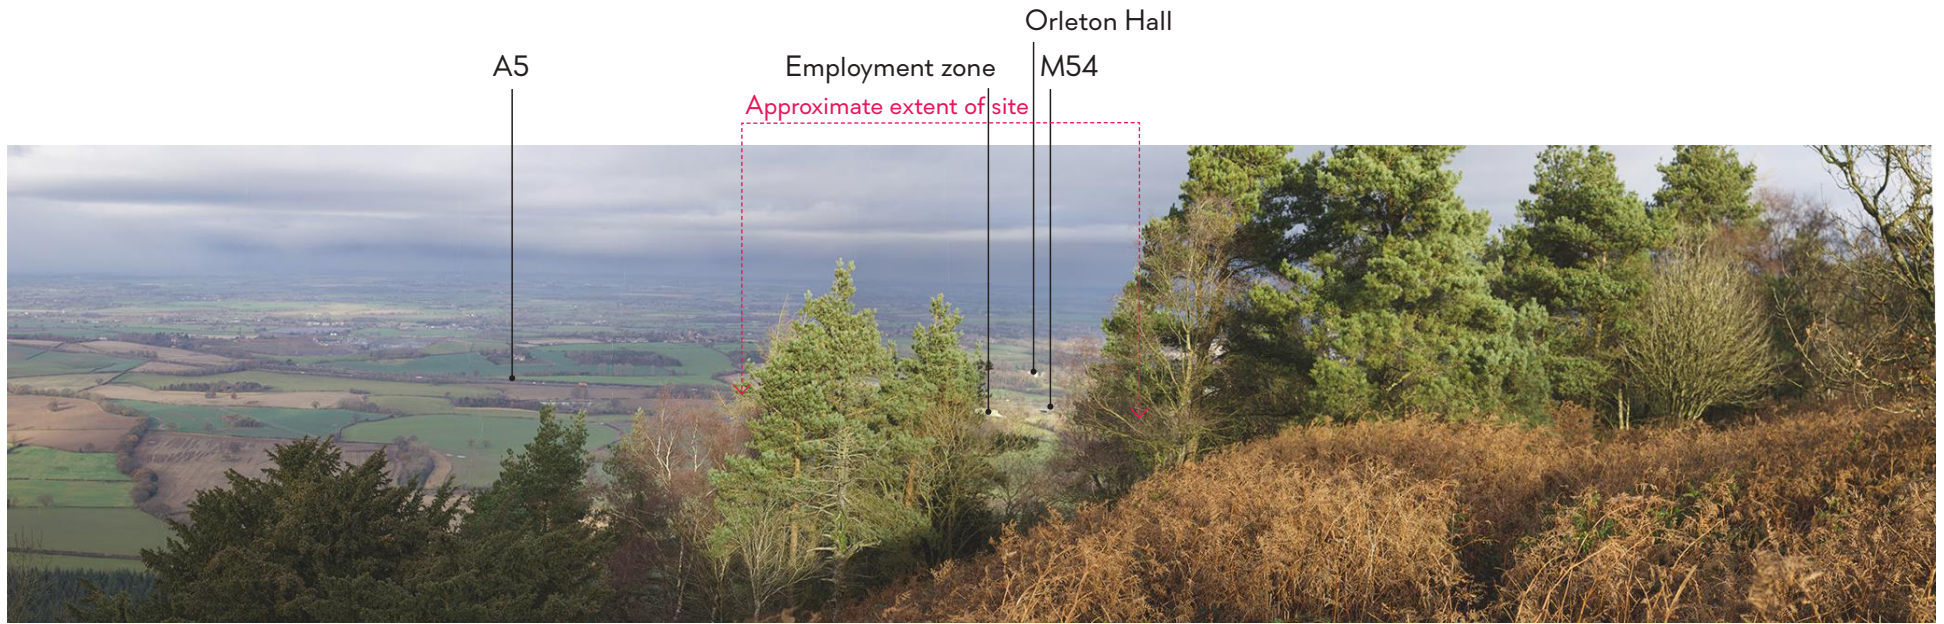 Orleton Hall
A5
Employment zone
M54
Approximate extent of site